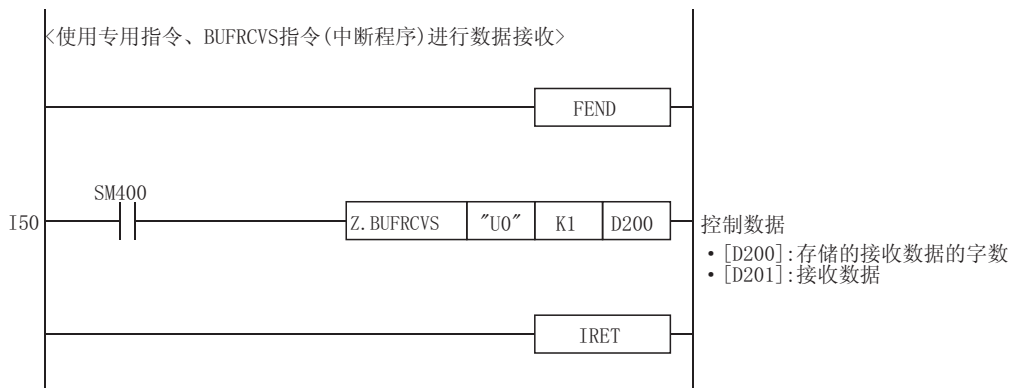 <使用专用指令、BUFRCVS指令(中断程序)进行数据接收>
FEND
SM400
I50
Z.BUFRCVS "U0" K1 D200
控制数据
・[D200]:存储的接收数据的字数
・[D201]:接收数据
IRET